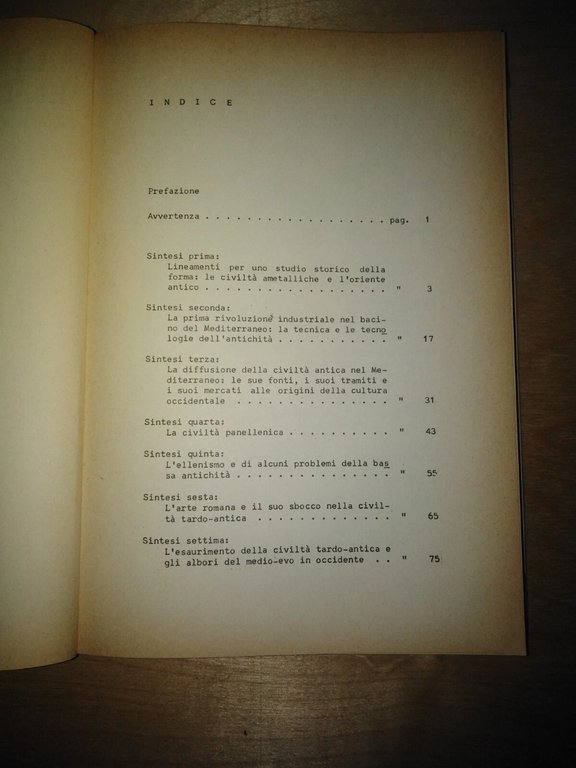 I N D I C E
Prefazione
Avvertenza . . . . . . . . . . . . . . . . . . pag. 1
Sintesi prima:
Lineamenti per uno studio storico della
forma: le civiltà ametalliche e l'oriente
antico . . . . . . . . . . . . . . . . . . " 3
Sintesi seconda:
La prima rivoluzione industriale nel baci-
no del Mediterraneo: la tecnica e le tecno
logie dell'antichità . . . . . . . . . . . " 17
Sintesi terza:
La diffusione della civiltà antica nel Me-
diterraneo: le sue fonti, i suoi tramiti e
i suoi mercati alle origini della cultura
occidentale . . . . . . . . . . . . . . . " 31
Sintesi quarta:
La civiltà panellenica . . . . . . . . . . " 43
Sintesi quinta:
L'ellenismo e di alcuni problemi della bas
sa antichità . . . . . . . . . . . . . . . " 55
Sintesi sesta:
L'arte romana e il suo sbocco nella civil-
tà tardo-antica . . . . . . . . . . . . . " 65
Sintesi settima:
L'esaurimento della civiltà tardo-antica e
gli albori del medio-evo in occidente . . " 75